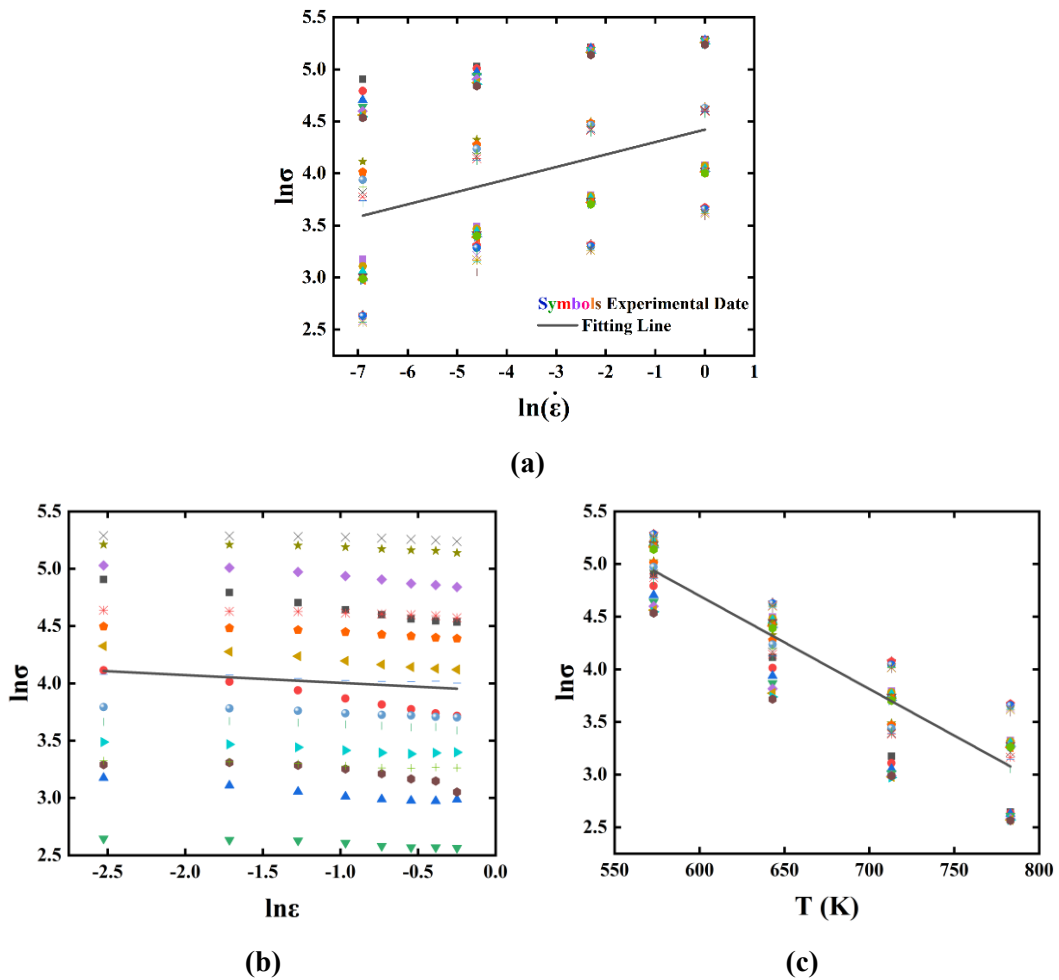 5.5
5.0
4.5
4.0
3.5
3.0
2.5
lnσ
Symbols Experimental Date
Fitting Line
-7 -6 -5 -4 -3 -2 -1 0 1
ln(ε̇)
(a)
5.5
5.0
4.5
4.0
3.5
3.0
2.5
lnσ
-2.5 -2.0 -1.5 -1.0 -0.5 0.0
lnε
(b)
5.5
5.0
4.5
4.0
3.5
3.0
2.5
lnσ
550 600 650 700 750 800
T (K)
(c)